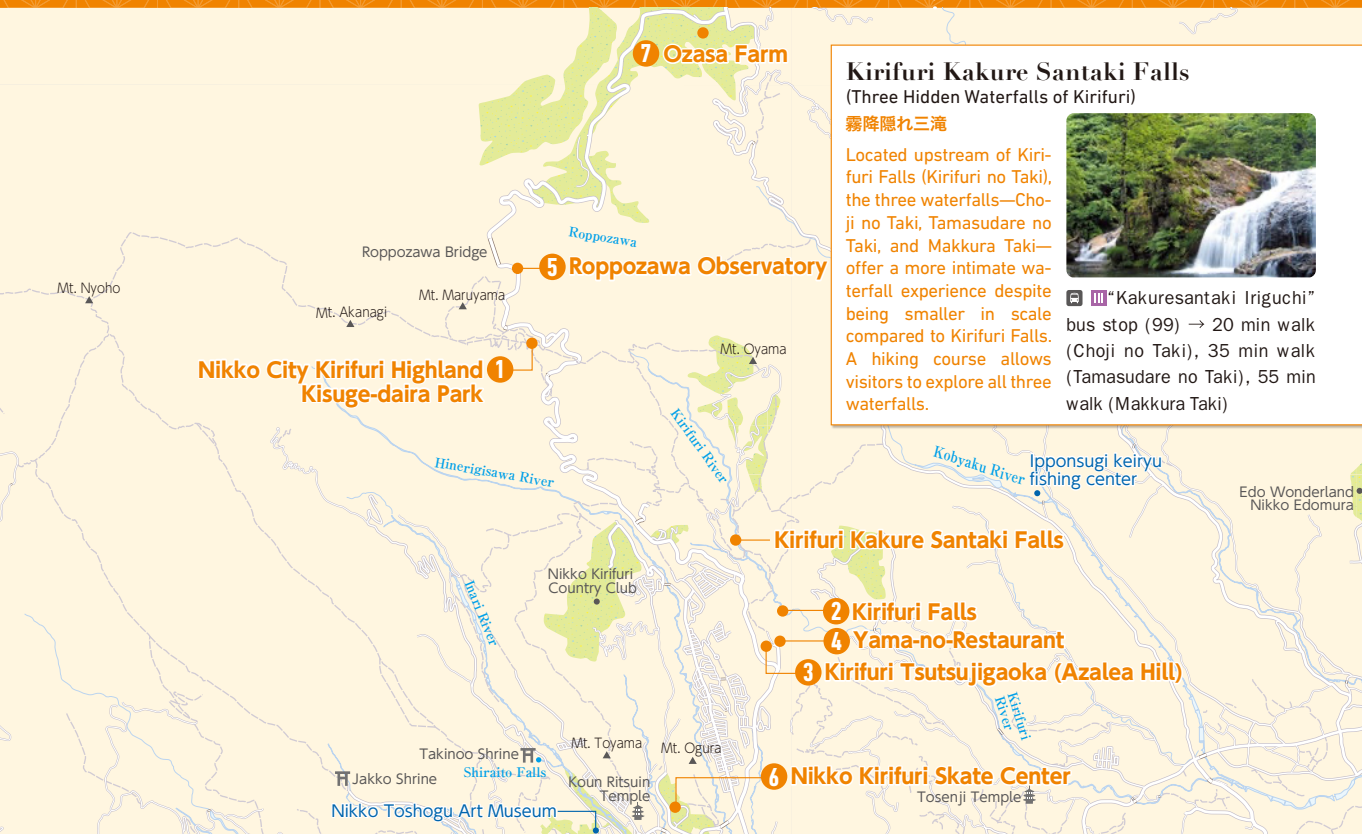 7 Ozasa Farm
Kirifuri Kakure Santaki Falls
(Three Hidden Waterfalls of Kirifuri)
霧降隠れ三滝
Located upstream of Kiri-
furi Falls (Kirifuri no Taki),
the three waterfalls—Cho-
ji no Taki, Tamasudare no
Taki, and Makkura Taki—
offer a more intimate wa-
terfall experience despite
being smaller in scale
compared to Kirifuri Falls.
A hiking course allows
visitors to explore all three
waterfalls.
"Kakuresantaki Iriguchi"
bus stop (99) → 20 min walk
(Choji no Taki), 35 min walk
(Tamasudare no Taki), 55 min
walk (Makkura Taki)
Roppozawa
Roppozawa Bridge
5 Roppozawa Observatory
Mt. Nyoho
Mt. Maruyama
Mt. Akanagi
Mt. Oyama
Nikko City Kirifuri Highland 1
Kisuge-daira Park
Kirifuri River
Hinerigisawa River
Kobyaku River
Ipponsugi keiryu
fishing center
Edo Wonderland
Nikko Edomura
Kirifuri Kakure Santaki Falls
Nikko Kirifuri
Country Club
Inari River
2 Kirifuri Falls
4 Yama-no-Restaurant
3 Kirifuri Tsutsujigaoka (Azalea Hill)
Kirifuri
River
Takinoo Shrine
Mt. Toyama
Mt. Ogura
Jakko Shrine
Shiraito Falls
Koun Ritsuin
Temple
6 Nikko Kirifuri Skate Center
Tosenji Temple
Nikko Toshogu Art Museum